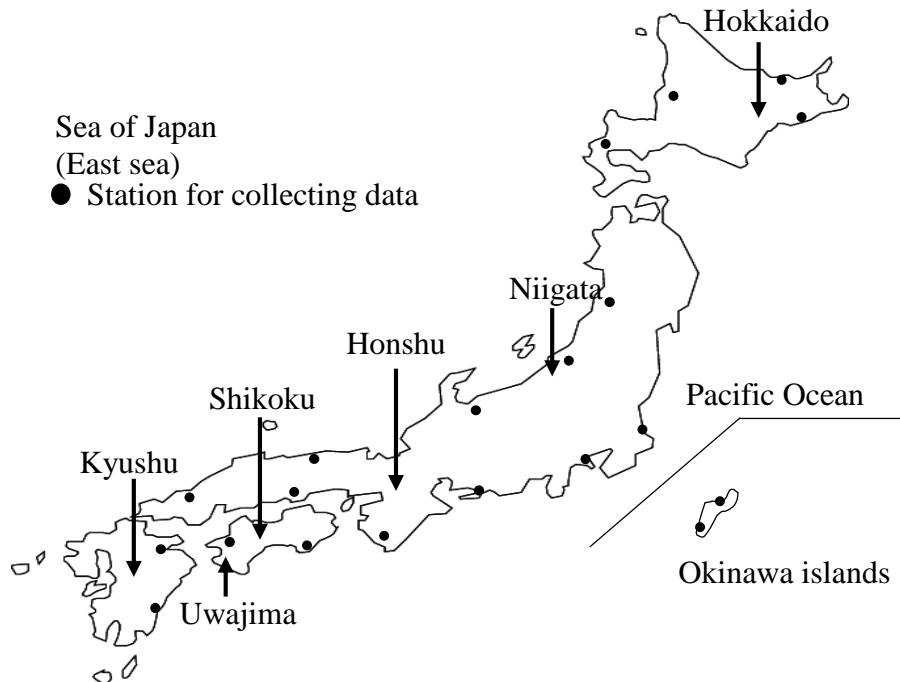 Hokkaido
Sea of Japan
(East sea)
Station for collecting data
Niigata
Honshu
Shikoku
Pacific Ocean
Kyushu
Okinawa islands
Uwajima